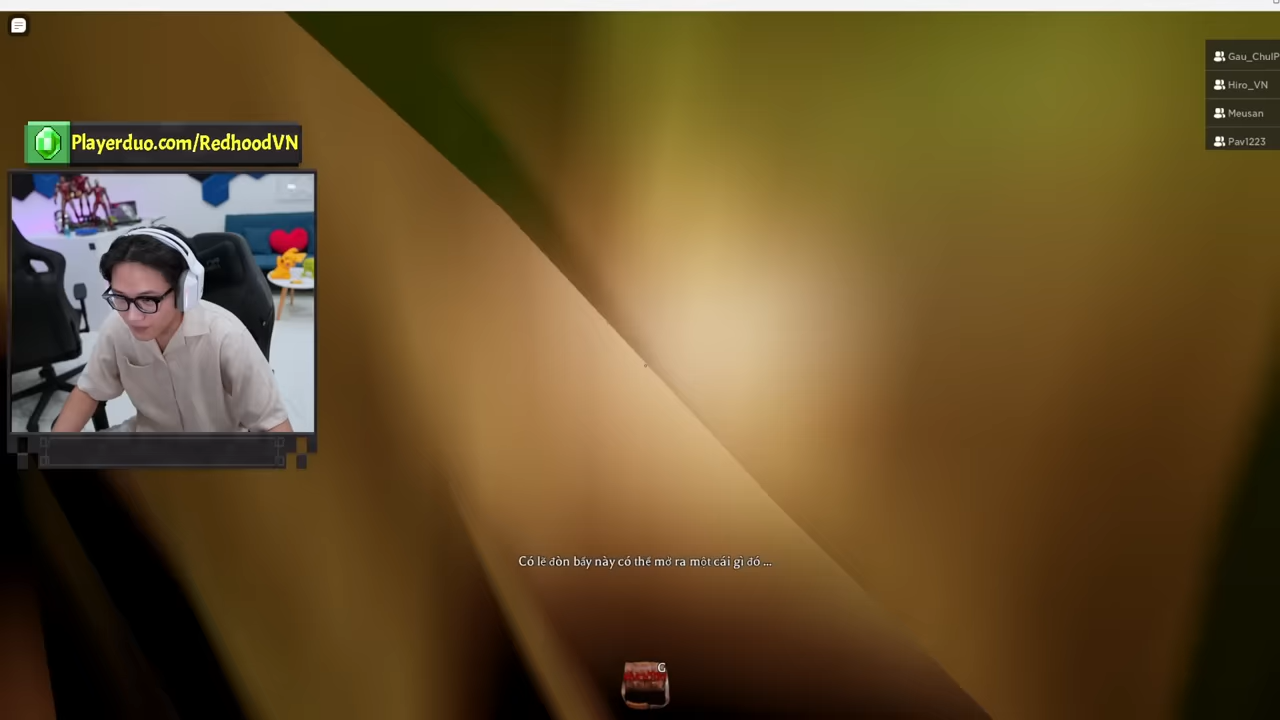 Gau_ChuIP
Hiro_VN
Meusan
Pav1223
Playerduo.com/RedhoodVN
Có lẽ đòn bẩy này có thể mở ra một cái gì đó ...
G